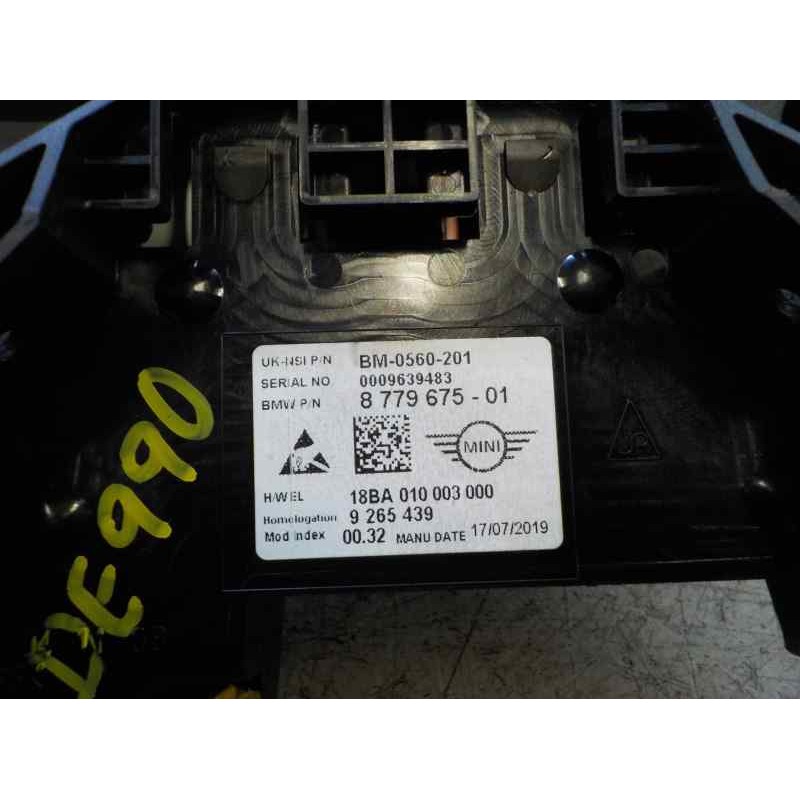 UK-NSI P/N BM-0560-201
SERIAL NO. 0009639483
BMW P/N 8 779 675 - 01
MINI
H/W EL 18BA 010 003 000
Homologation 9 265 439
Mod Index 00.32 MANU DATE 17/07/2019
DE990